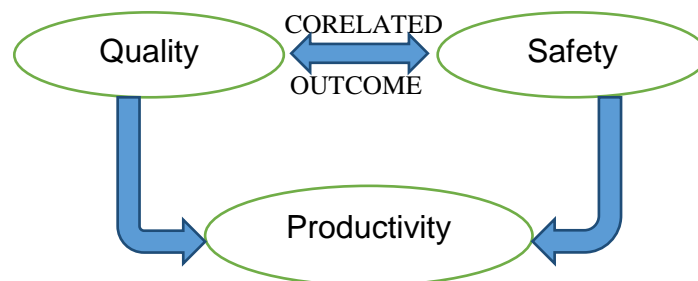 CORELATED
Quality
Safety
OUTCOME
Productivity